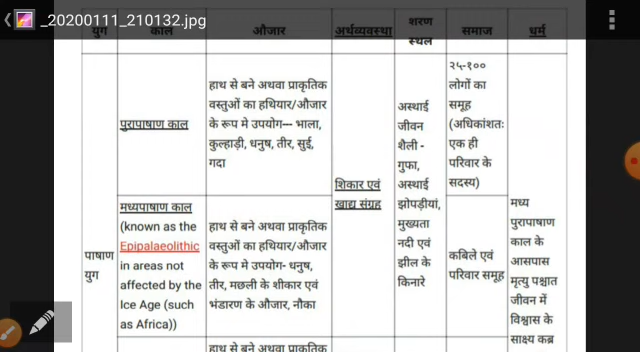 _20200111_210132.jpg
युग
काल
औजार
अर्थव्यवस्था
शरण
स्थल
समाज
धर्म
पाषाण
युग
पुरापाषाण काल
हाथ से बने अथवा प्राकृतिक
वस्तुओं का हथियार/औजार
के रूप मे उपयोग--- भाला,
कुल्हाड़ी, धनुष, तीर, सुई,
गदा
शिकार एवं
खाद्य संग्रह
अस्थाई
जीवन
शैली -
गुफा,
अस्थाई
झोपड़ीयां,
मुख्यता
नदी एवं
झील के
किनारे
२५-१००
लोगों का
समूह
(अधिकांशतः
एक ही
परिवार के
सदस्य)
मध्यपाषाण काल
(known as the
Epipalaeolithic
in areas not
affected by the
Ice Age (such
as Africa))
हाथ से बने अथवा प्राकृतिक
वस्तुओं का हथियार/औजार
के रूप मे उपयोग- धनुष,
तीर, मछली के शीकार एवं
भंडारण के औजार, नौका
कबिले एवं
परिवार समूह
मध्य
पुरापाषाण
काल के
आसपास
मृत्यु पश्चात
जीवन में
विश्वास के
साक्ष्य कब्र
हाथ से बने अथवा प्राकृतिक